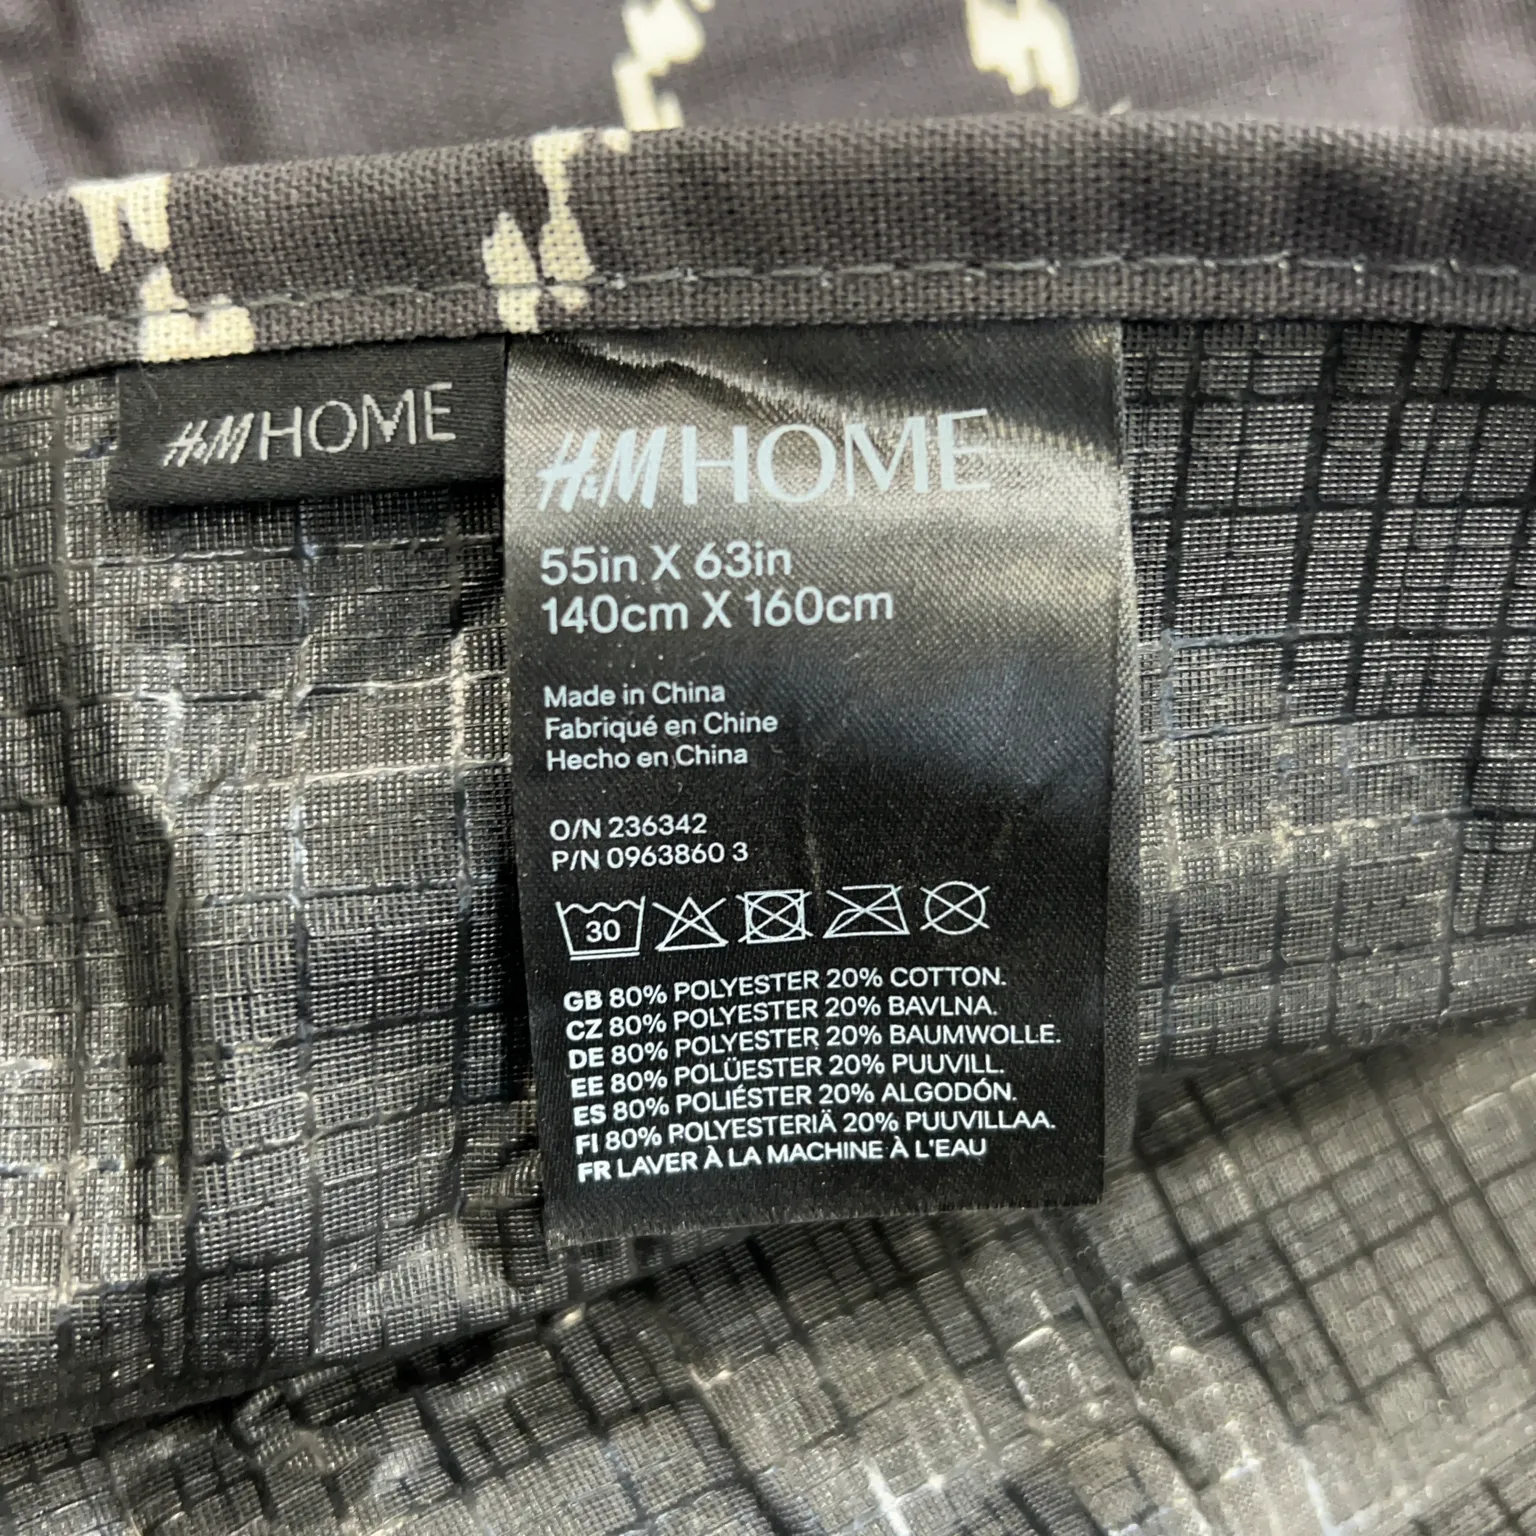 H&M HOME
H&M HOME
55in X 63in
140cm X 160cm
Made in China
Fabriqué en Chine
Hecho en China
O/N 236342
P/N 0963860 3
30
GB 80% POLYESTER 20% COTTON.
CZ 80% POLYESTER 20% BAVLNA.
DE 80% POLYESTER 20% BAUMWOLLE.
EE 80% POLÜESTER 20% PUUVILL.
ES 80% POLIÉSTER 20% ALGODÓN.
FI 80% POLYESTERIÄ 20% PUUVILLAA.
FR LAVER À LA MACHINE À L'EAU